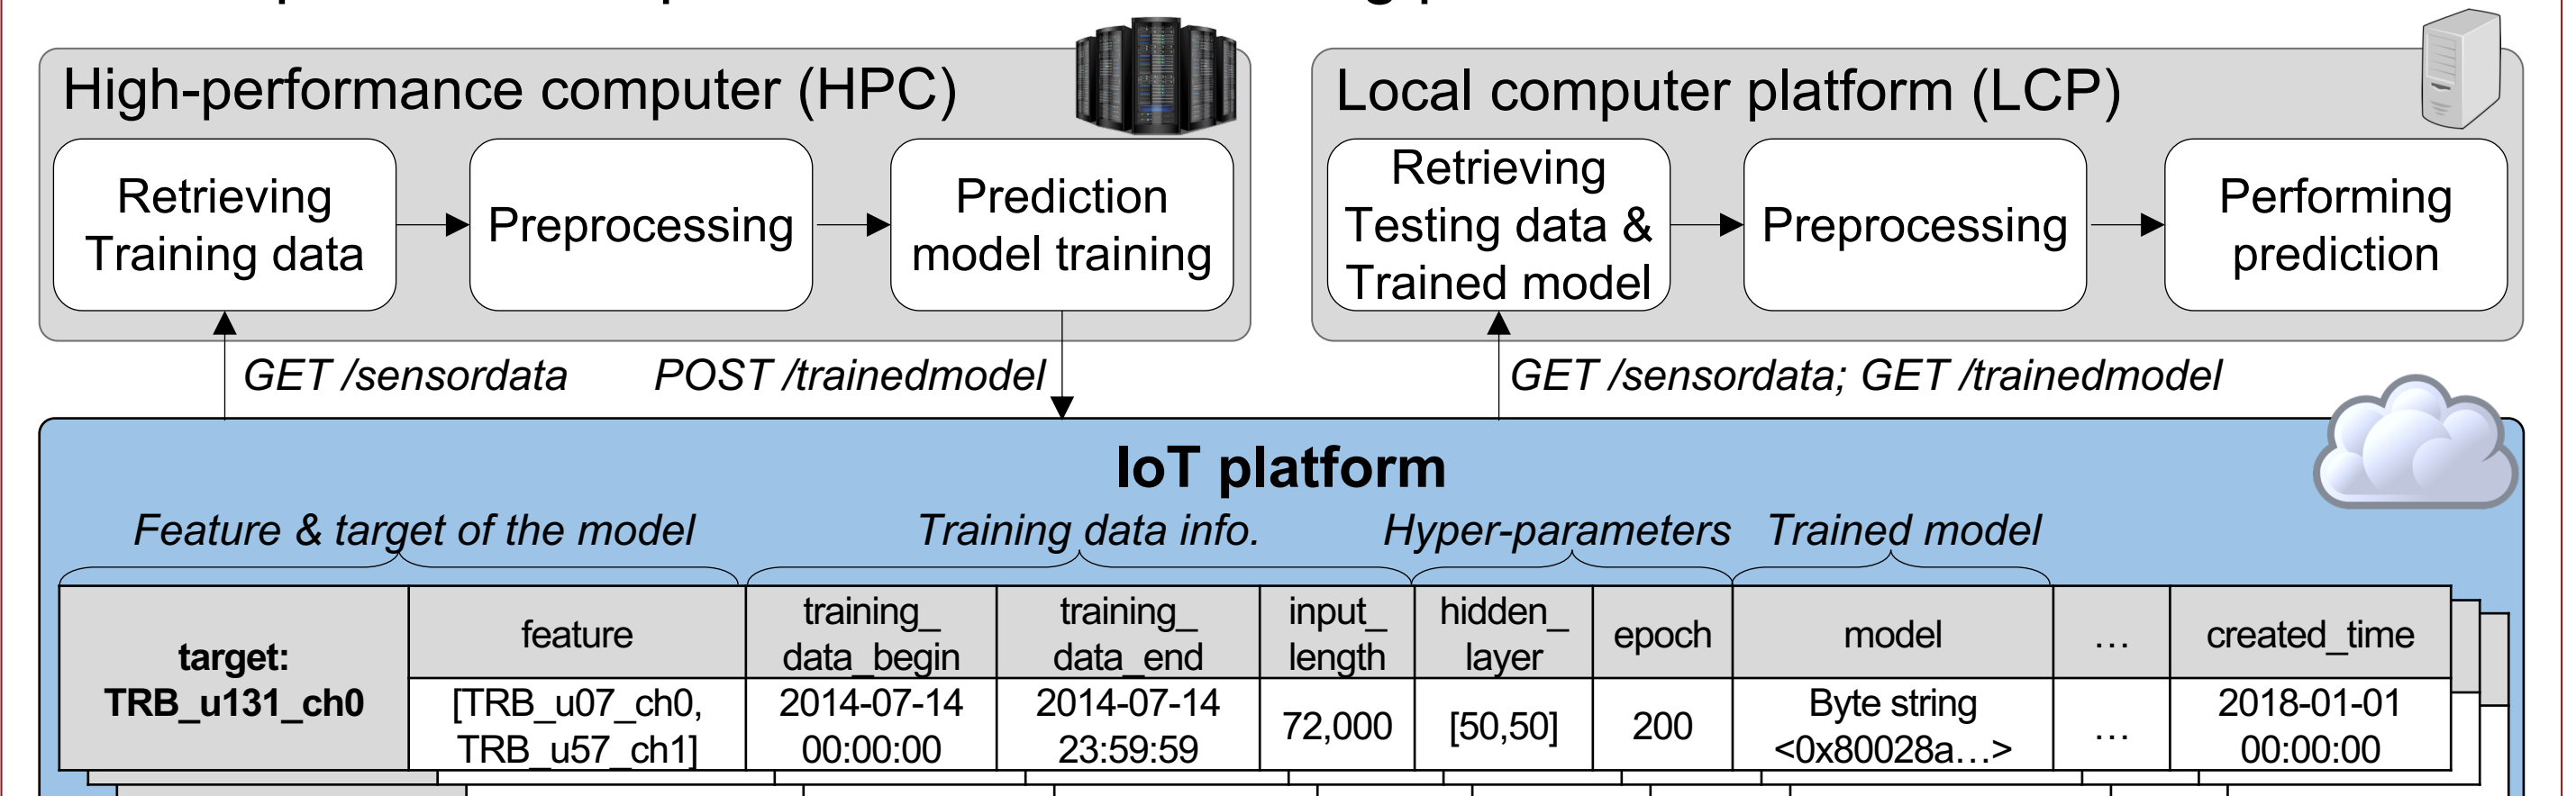 High-performance computer (HPC)
Retrieving
Training data
Preprocessing
Prediction
model training
Local computer platform (LCP)
Retrieving
Testing data &
Trained model
Preprocessing
Performing
prediction
GET /sensordata
POST /trainedmodel
GET /sensordata; GET /trainedmodel
IoT platform
Feature & target of the model
Training data info.
Hyper-parameters
Trained model
target:
TRB_u131_ch0
feature
training_
data_begin
training_
data_end
input_
length
hidden_
layer
epoch
model
...
created_time
[TRB_u07_ch0,
TRB_u57_ch1]
2014-07-14
00:00:00
2014-07-14
23:59:59
72,000
[50,50]
200
Byte string
<0x80028a...>
...
2018-01-01
00:00:00